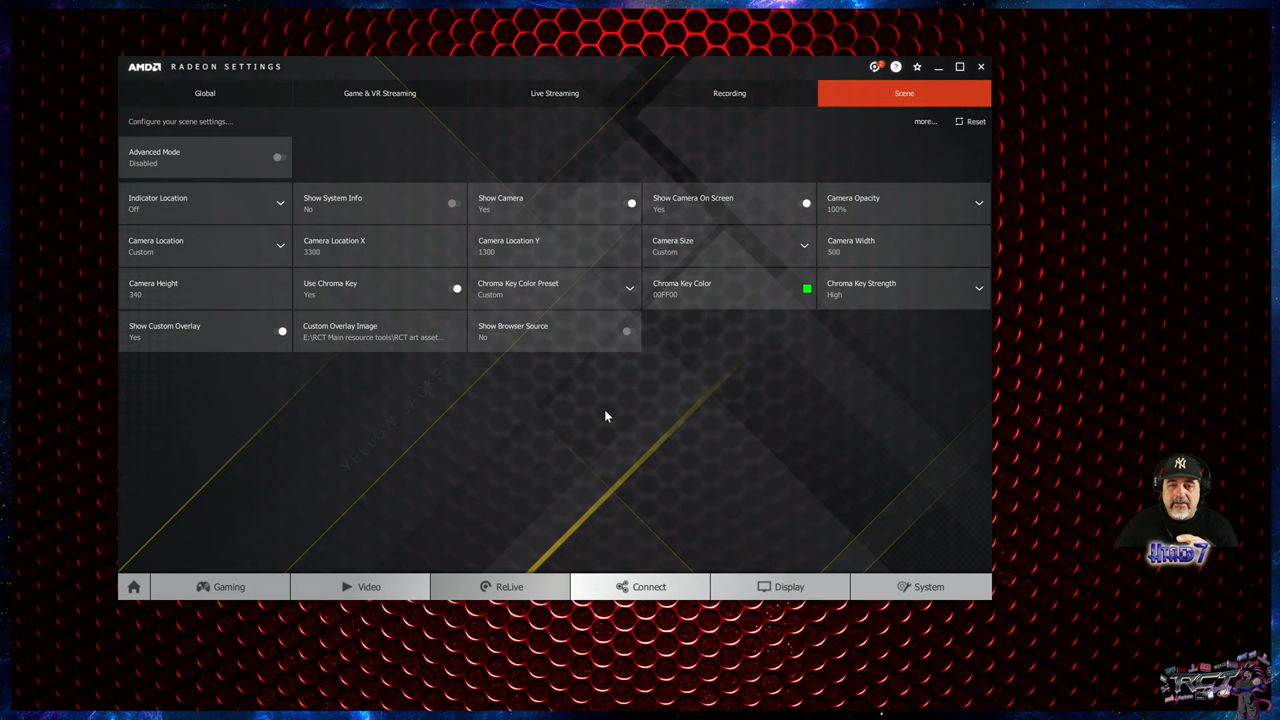 AMD RADEON SETTINGS
Global
Game & VR Streaming
Live Streaming
Recording
Scene
Configure your scene settings....
more...
Reset
Advanced Mode
Disabled
Indicator Location
Off
Show System Info
No
Show Camera
Yes
Show Camera On Screen
Yes
Camera Opacity
100%
Camera Location
Custom
Camera Location X
3300
Camera Location Y
1300
Camera Size
Custom
Camera Width
500
Camera Height
340
Use Chroma Key
Yes
Chroma Key Color Preset
Custom
Chroma Key Color
00FF00
Chroma Key Strength
High
Show Custom Overlay
Yes
Custom Overlay Image
E:\RCT Main resource tools\RCT art asset...
Show Browser Source
No
YELLOW JACKET
Gaming
Video
ReLive
Connect
Display
System
RCT